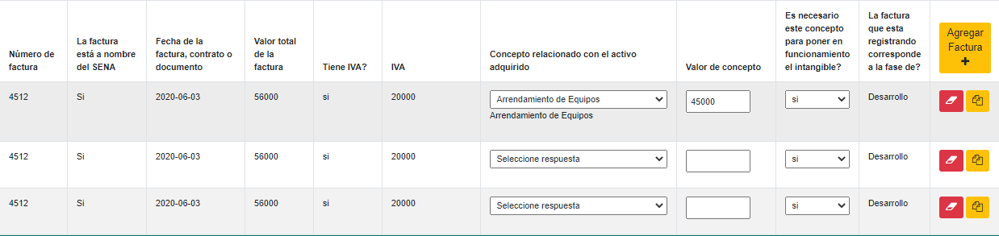 Número de factura
La factura está a nombre del SENA
Fecha de la factura, contrato o documento
Valor total de la factura
Tiene IVA?
IVA
Concepto relacionado con el activo adquirido
Valor de concepto
Es necesario este concepto para poner en funcionamiento el intangible?
La factura que esta registrando corresponde a la fase de?
Agregar Factura +
4512 Si 2020-06-03 56000 si 20000 Arrendamiento de Equipos 45000 si Desarrollo
Arrendamiento de Equipos
4512 Si 2020-06-03 56000 si 20000 Seleccione respuesta si Desarrollo
4512 Si 2020-06-03 56000 si 20000 Seleccione respuesta si Desarrollo